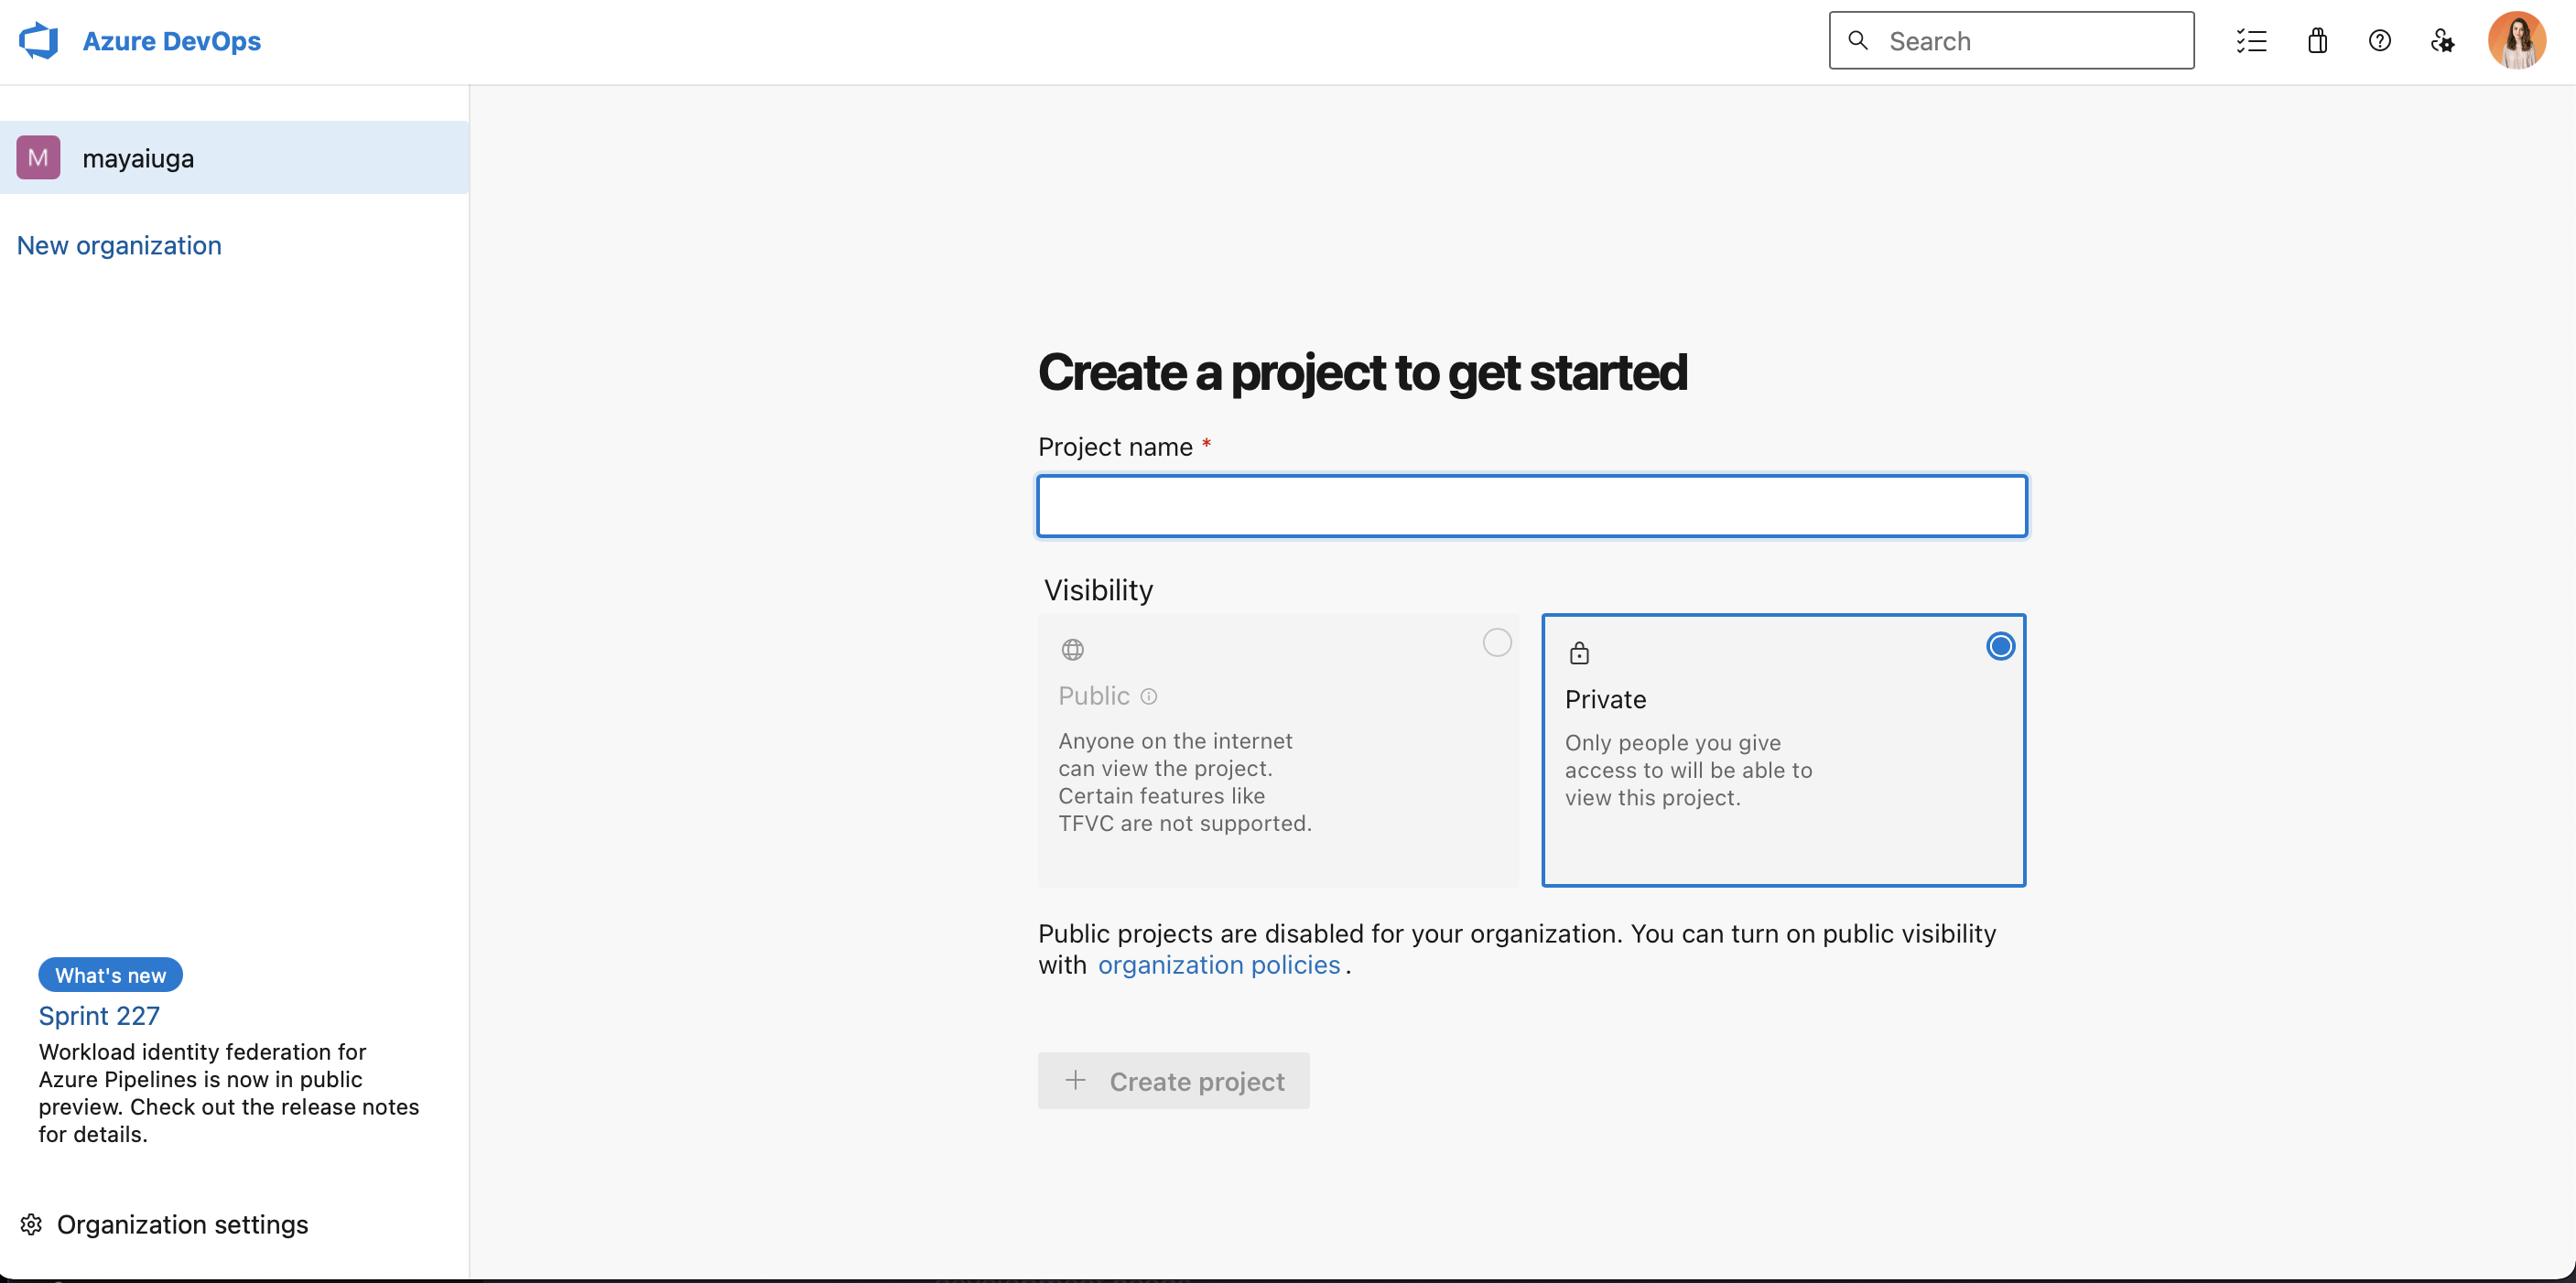 Azure DevOps
Search
M
mayaiuga
New organization
Create a project to get started
Project name *
Visibility
Public
Anyone on the internet
can view the project.
Certain features like
TFVC are not supported.
Private
Only people you give
access to will be able to
view this project.
Public projects are disabled for your organization. You can turn on public visibility
with organization policies.
+ Create project
What's new
Sprint 227
Workload identity federation for
Azure Pipelines is now in public
preview. Check out the release notes
for details.
Organization settings